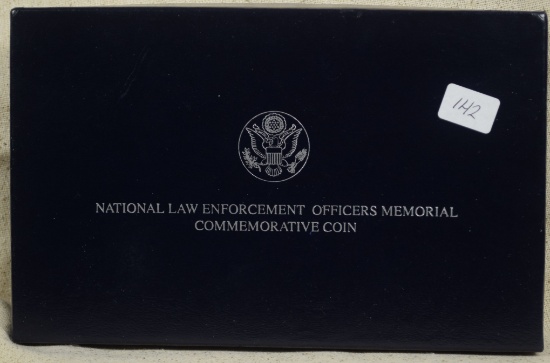 142
NATIONAL LAW ENFORCEMENT OFFICERS MEMORIAL
COMMEMORATIVE COIN